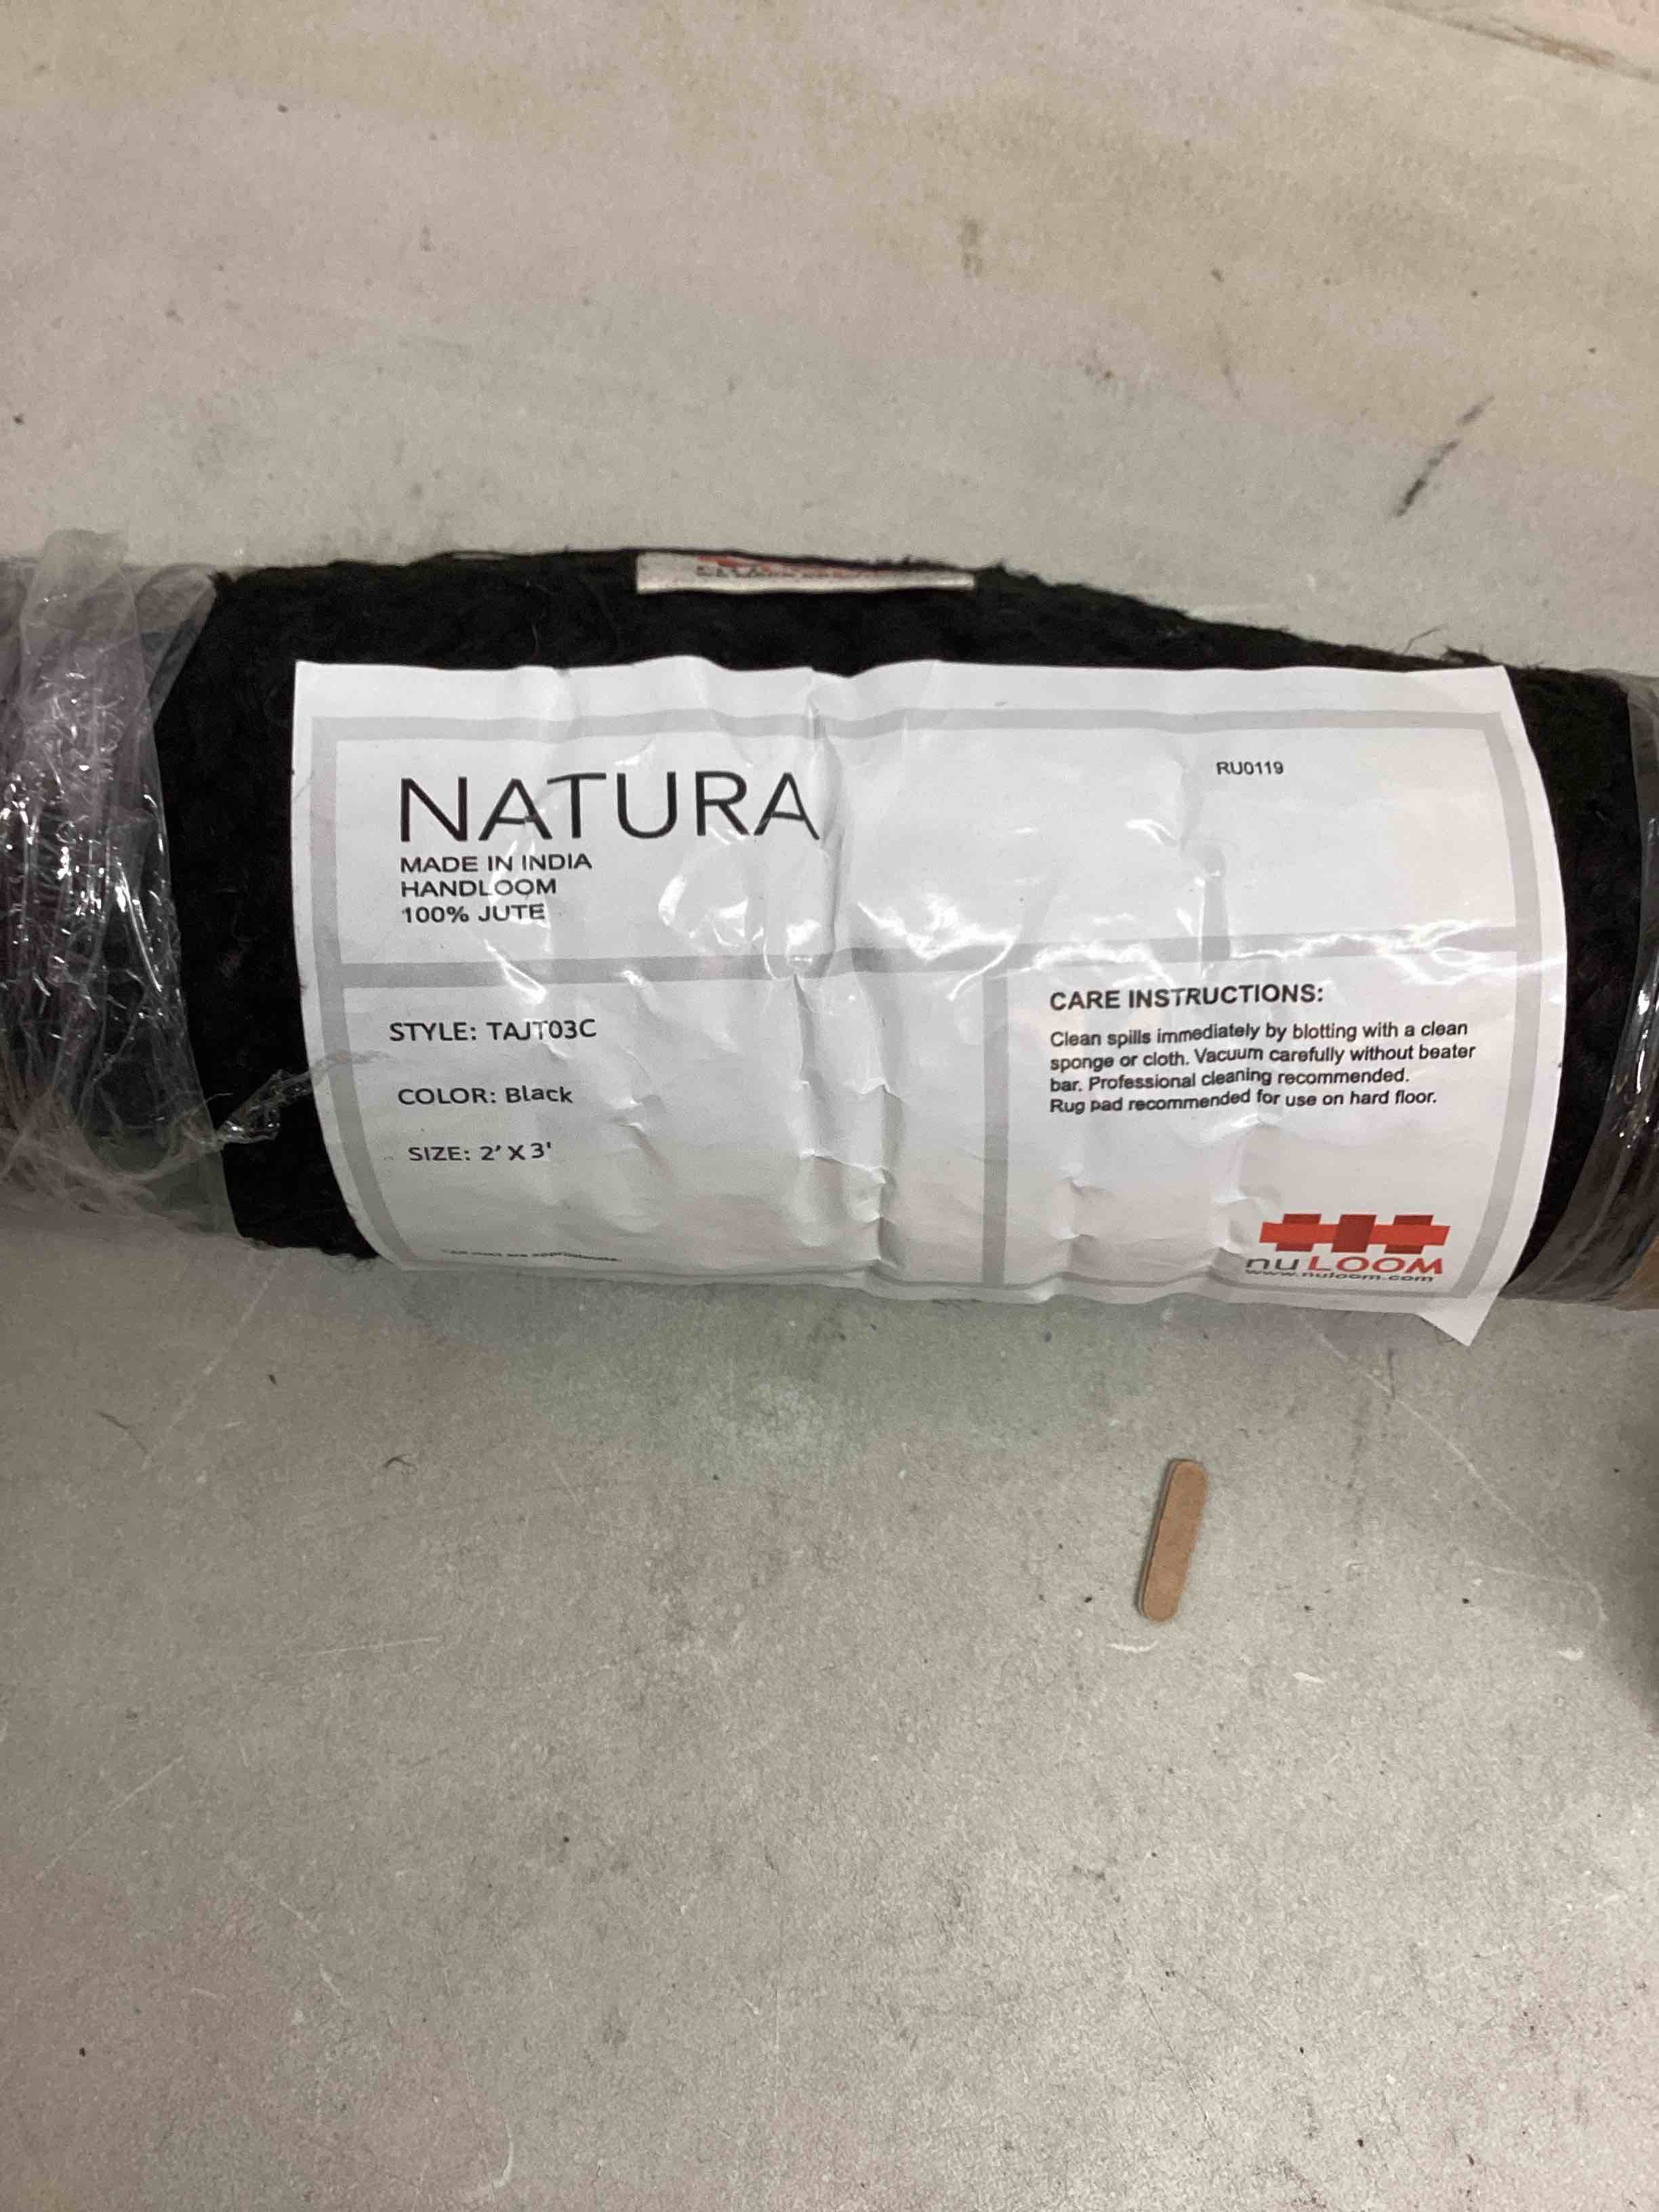 NATURA
MADE IN INDIA
HANDLOOM
100% JUTE
RU0119
STYLE: TAJT03C
COLOR: Black
SIZE: 2' X 3'
CARE INSTRUCTIONS:
Clean spills immediately by blotting with a clean
sponge or cloth. Vacuum carefully without beater
bar. Professional cleaning recommended.
Rug pad recommended for use on hard floor.
nuLOOM
www.nuloom.com